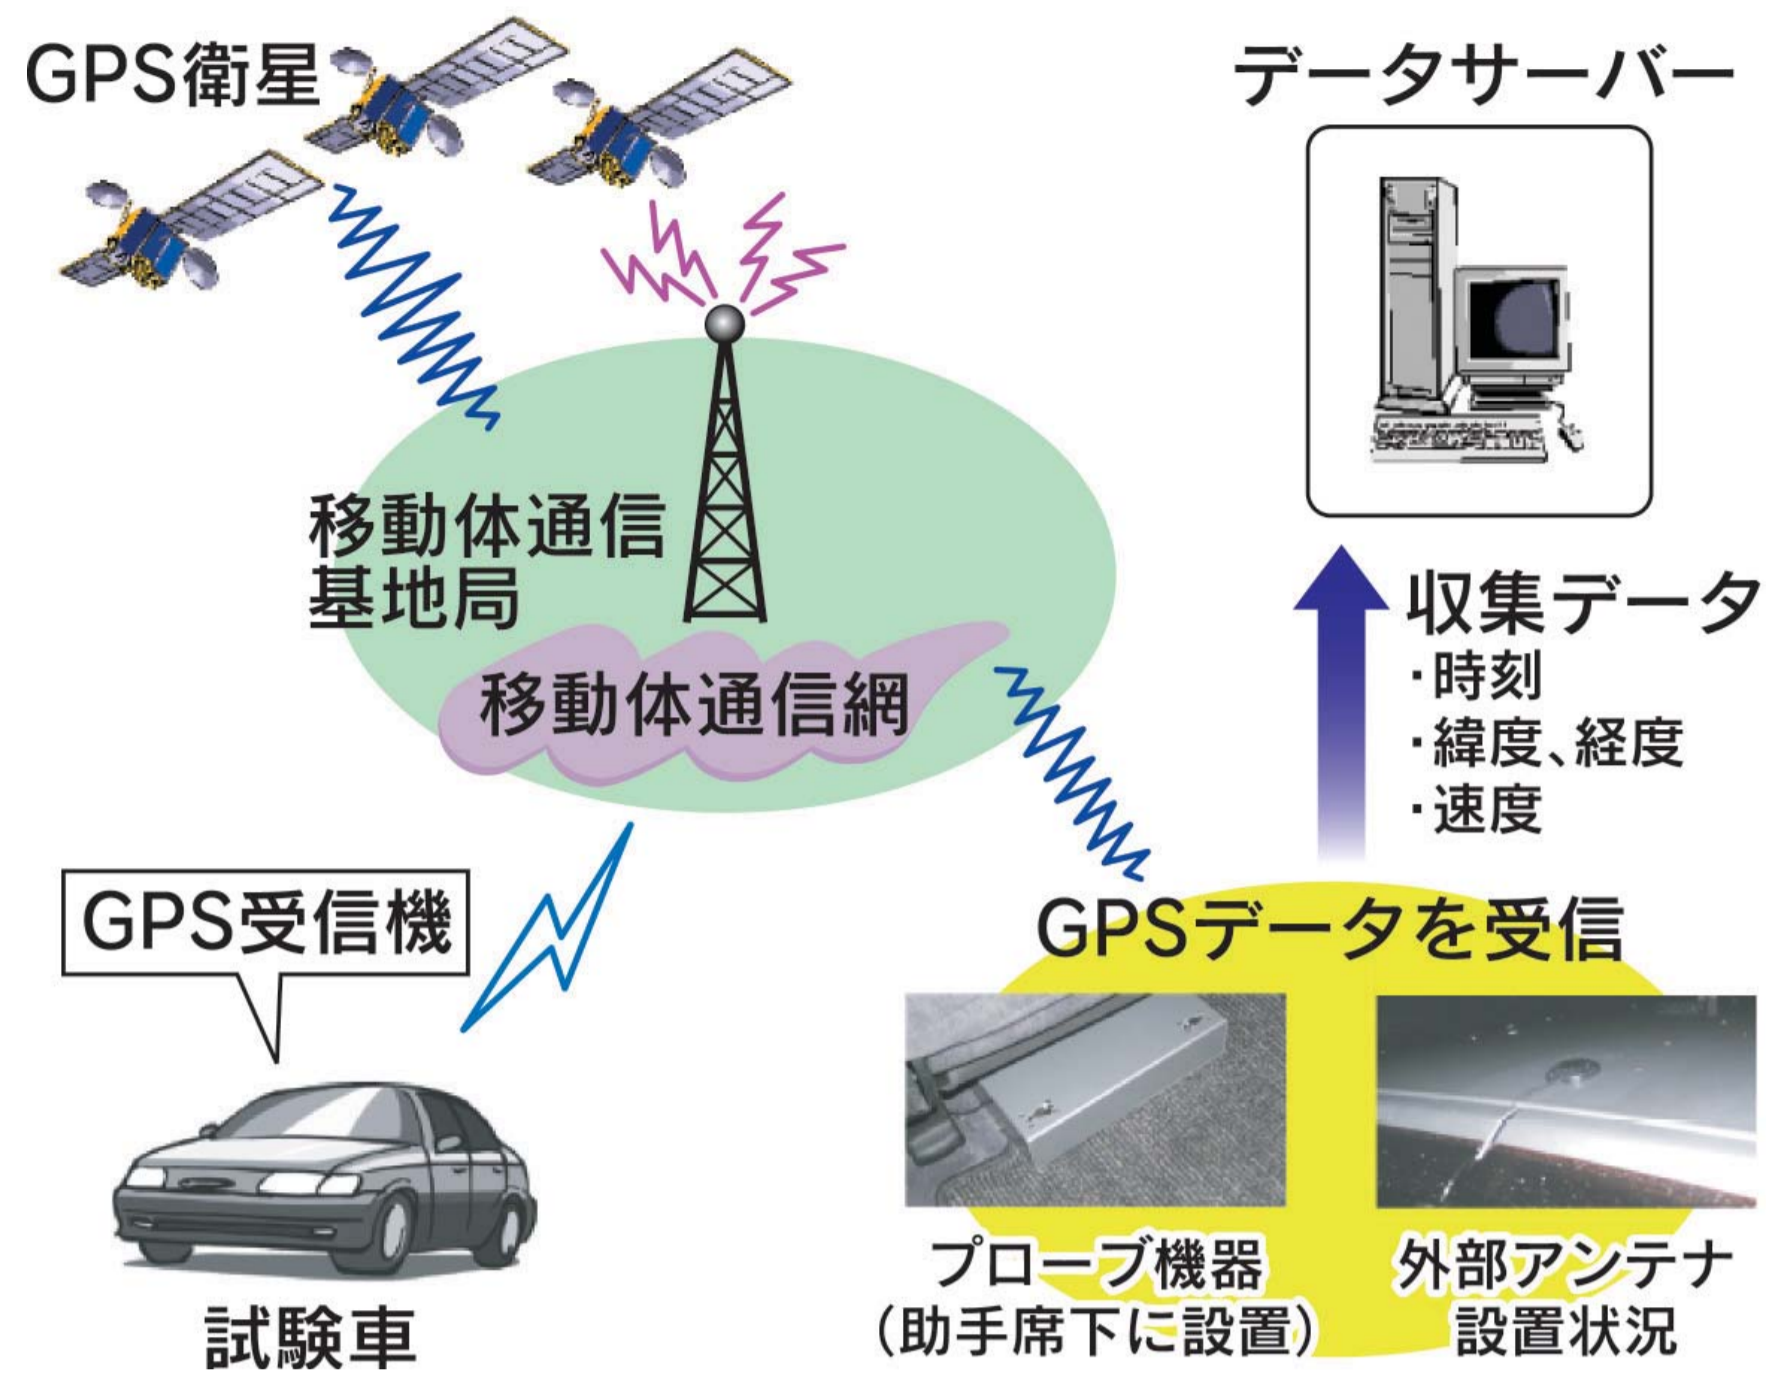 GPS衛星
データサーバー
移動体通信
基地局
移動体通信網
収集データ
・時刻
・緯度、経度
・速度
GPS受信機
試験車
GPSデータを受信
プローブ機器
（助手席下に設置）
外部アンテナ
設置状況